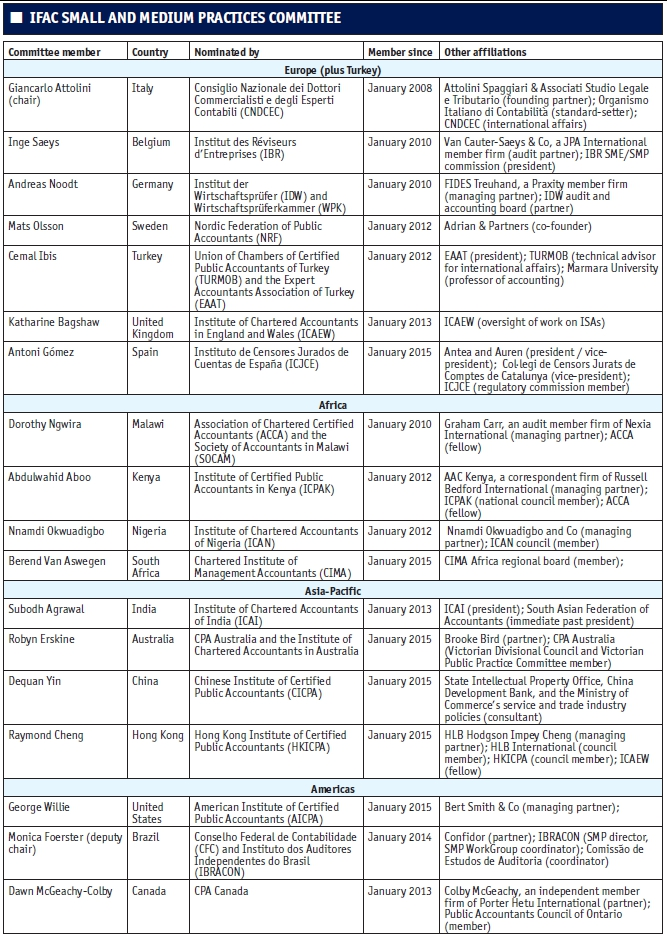 IFAC SMALL AND MEDIUM PRACTICES COMMITTEE
Committee member Country Nominated by Member since Other affiliations
Europe (plus Turkey)
Giancarlo Attolini Italy Consiglio Nazionale dei Dottori January 2008 Attolini Spaggiari & Associati Studio Legale
(chair) Commercialisti e degli Esperti e Tributario (founding partner); Organismo
Contabili (CNDCEC) Italiano di Contabilità (standard-setter);
CNDCEC (international affairs)
Inge Saeys Belgium Institut des Réviseurs January 2010 Van Cauter-Saeys & Co, a JPA International
d'Entreprises (IBR) member firm (audit partner); IBR SME/SMP
commission (president)
Andreas Noodt Germany Institut der January 2010 FIDES Treuhand, a Praxity member firm
Wirtschaftsprüfer (IDW) and (managing partner); IDW audit and
Wirtschaftsprüferkammer (WPK) accounting board (partner)
Mats Olsson Sweden Nordic Federation of Public January 2012 Adrian & Partners (co-founder)
Accountants (NRF)
Cemal Ibis Turkey Union of Chambers of Certified January 2012 EAAT (president); TURMOB (technical advisor
Public Accountants of Turkey for international affairs); Marmara University
(TURMOB) and the Expert (professor of accounting)
Accountants Association of Turkey
(EAAT)
Katharine Bagshaw United Institute of Chartered Accountants January 2013 ICAEW (oversight of work on ISAs)
Kingdom in England and Wales (ICAEW)
Antoni Gómez Spain Instituto de Censores Jurados de January 2015 Antea and Auren (president / vice-
Cuentas de España (ICJCE) president); Col·legi de Censors Jurats de
Comptes de Catalunya (vice-president);
ICJCE (regulatory commission member)
Africa
Dorothy Ngwira Malawi Association of Chartered Certified January 2010 Graham Carr, an audit member firm of Nexia
Accountants (ACCA) and the International (managing partner); ACCA
Society of Accountants in Malawi (fellow)
(SOCAM)
Abdulwahid Aboo Kenya Institute of Certified Public January 2012 AAC Kenya, a correspondent firm of Russell
Accountants in Kenya (ICPAK) Bedford International (managing partner);
ICPAK (national council member); ACCA
(fellow)
Nnamdi Okwuadigbo Nigeria Institute of Chartered Accountants January 2012 Nnamdi Okwuadigbo and Co (managing
of Nigeria (ICAN) partner); ICAN council (member)
Berend Van Aswegen South Chartered Institute of January 2015 CIMA Africa regional board (member);
Africa Management Accountants (CIMA)
Asia-Pacific
Subodh Agrawal India Institute of Chartered Accountants January 2013 ICAI (president); South Asian Federation of
of India (ICAI) Accountants (immediate past president)
Robyn Erskine Australia CPA Australia and the Institute of January 2015 Brooke Bird (partner); CPA Australia
Chartered Accountants in Australia (Victorian Divisional Council and Victorian
Public Practice Committee member)
Dequan Yin China Chinese Institute of Certified January 2015 State Intellectual Property Office, China
Public Accountants (CICPA) Development Bank, and the Ministry of
Commerce's service and trade industry
policies (consultant)
Raymond Cheng Hong Kong Hong Kong Institute of Certified January 2015 HLB Hodgson Impey Cheng (managing
Public Accountants (HKICPA) partner); HLB International (council
member); HKICPA (council member); ICAEW
(fellow)
Americas
George Willie United American Institute of Certified January 2015 Bert Smith & Co (managing partner);
States Public Accountants (AICPA)
Monica Foerster (deputy Brazil Conselho Federal de Contabilidade January 2014 Confidor (partner); IBRACON (SMP director,
chair) (CFC) and Instituto dos Auditores SMP WorkGroup coordinator); Comissão de
Independentes do Brasil Estudos de Auditoria (coordinator)
(IBRACON)
Dawn McGeachy-Colby Canada CPA Canada January 2013 Colby McGeachy, an independent member
firm of Porter Hetu International (partner);
Public Accountants Council of Ontario
(member)